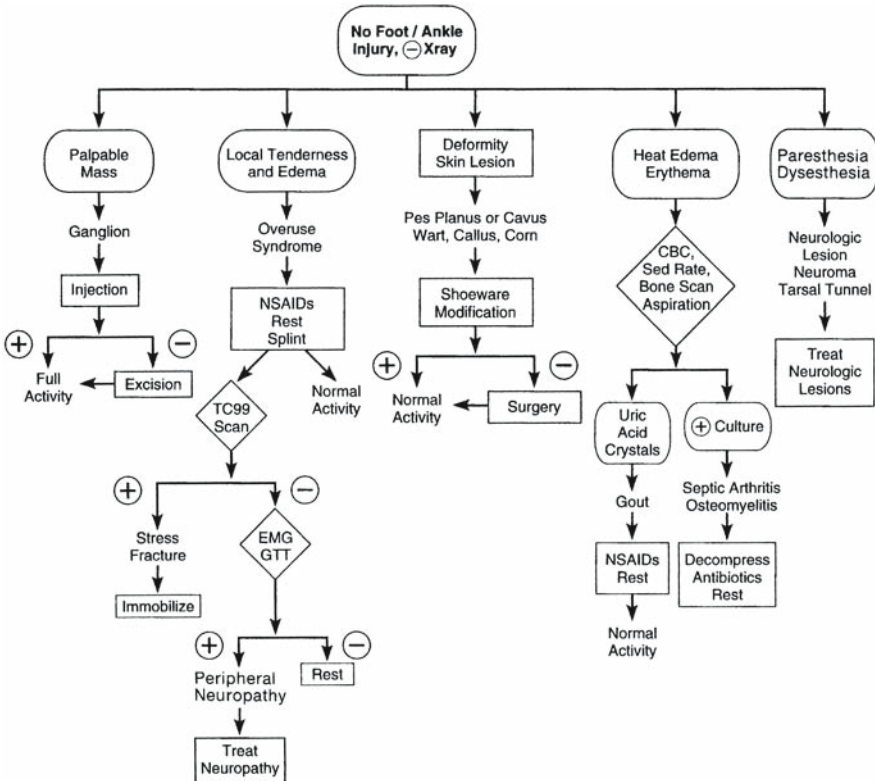 No Foot / Ankle
Injury, ⊖ Xray
Palpable
Mass
Ganglion
Injection
⊕
⊖
Full
Activity
Excision
Local Tenderness
and Edema
Overuse
Syndrome
NSAIDs
Rest
Splint
TC99
Scan
Normal
Activity
⊕
⊖
Stress
Fracture
Immobilize
EMG
GTT
⊕
⊖
Peripheral
Neuropathy
Rest
Treat
Neuropathy
Deformity
Skin Lesion
Pes Planus or Cavus
Wart, Callus, Corn
Shoeware
Modification
⊕
⊖
Normal
Activity
Surgery
Heat Edema
Erythema
CBC,
Sed Rate,
Bone Scan
Aspiration
Uric
Acid
Crystals
Gout
NSAIDs
Rest
Normal
Activity
⊕ Culture
Septic Arthritis
Osteomyelitis
Decompress
Antibiotics
Rest
Paresthesia
Dysesthesia
Neurologic
Lesion
Neuroma
Tarsal Tunnel
Treat
Neurologic
Lesions